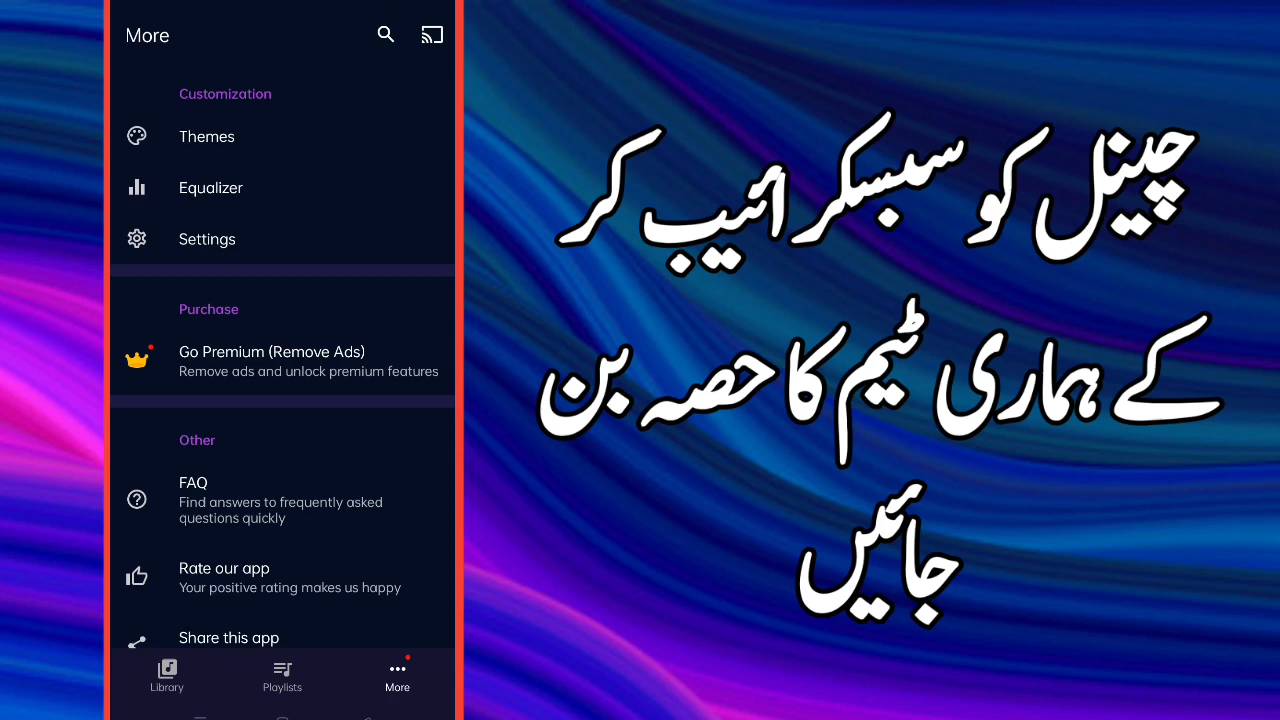 More
Customization
Themes
Equalizer
Settings
Purchase
Go Premium (Remove Ads)
Remove ads and unlock premium features
Other
FAQ
Find answers to frequently asked
questions quickly
Rate our app
Your positive rating makes us happy
Share this app
Library
Playlists
More
چینل کو سبسکرائیب کر
کے ہماری ٹیم کا حصہ بن
جائیں